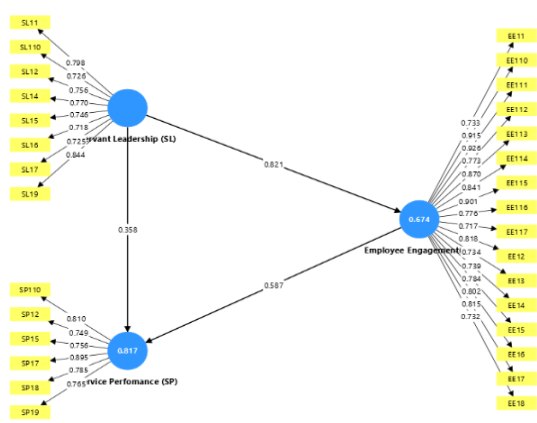 SL11
SL110
SL12
SL14
SL15
SL16
SL17
SL19
0.798
0.726
0.756
0.770
0.746
0.718
0.725
0.844
rvant Leadership (SL)
0.821
0.358
0.587
EE11
EE110
EE111
EE112
EE113
EE114
EE115
EE116
EE117
EE12
EE13
EE14
EE15
EE16
EE17
EE18
0.733
0.915
0.926
0.773
0.870
0.841
0.901
0.776
0.717
0.818
0.734
0.739
0.784
0.802
0.815
0.732
0.674
Employee Engagement
SP110
SP12
SP15
SP17
SP18
SP19
0.810
0.749
0.756
0.895
0.785
0.765
0.817
rvice Perfomance (SP)